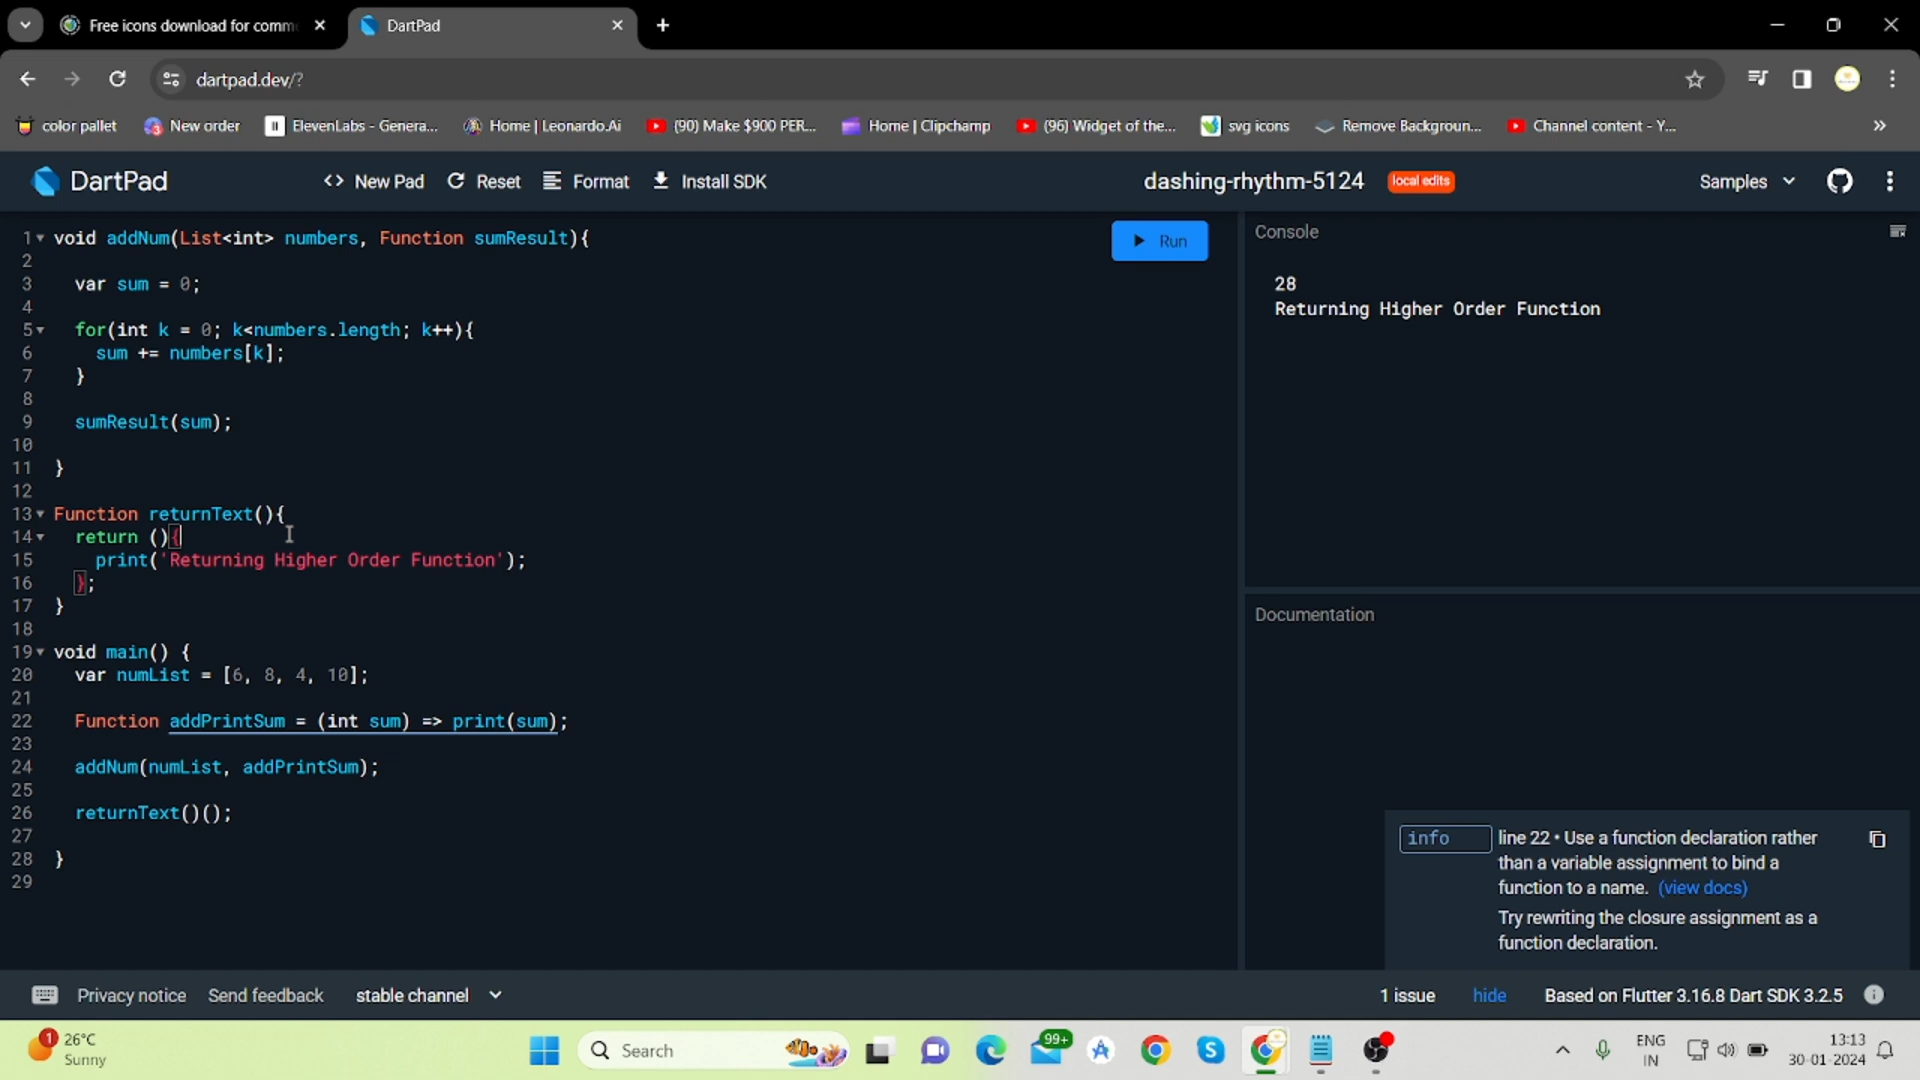 Free icons download for comm
DartPad
dartpad.dev/?
color pallet
New order
ElevenLabs - Genera...
Home | Leonardo.Ai
(90) Make $900 PER...
Home | Clipchamp
(96) Widget of the...
svg icons
Remove Backgroun...
Channel content - Y...
DartPad
<> New Pad
Reset
Format
Install SDK
dashing-rhythm-5124
local edits
Samples
Run
1 void addNum(List<int> numbers, Function sumResult){
2
3 var sum = 0;
4
5 for(int k = 0; k<numbers.length; k++){
6 sum += numbers[k];
7 }
8
9 sumResult(sum);
10
11 }
12
13 Function returnText(){
14 return (){
15 print('Returning Higher Order Function');
16 };
17 }
18
19 void main() {
20 var numList = [6, 8, 4, 10];
21
22 Function addPrintSum = (int sum) => print(sum);
23
24 addNum(numList, addPrintSum);
25
26 returnText()();
27
28 }
29
Console
28
Returning Higher Order Function
Documentation
info
line 22 • Use a function declaration rather
than a variable assignment to bind a
function to a name. (view docs)
Try rewriting the closure assignment as a
function declaration.
Privacy notice
Send feedback
stable channel
1 issue
hide
Based on Flutter 3.16.8 Dart SDK 3.2.5
1
26°C
Sunny
Search
99+
ENG
IN
13:13
30-01-2024